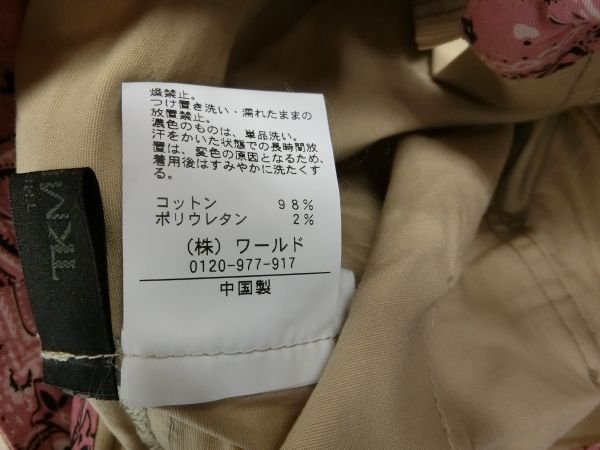 燥禁止。
つけ置き洗い・濡れたままの
放置禁止。
濃色のものは、単品洗い。
汗をかいた状態での長時間放
置は、変色の原因となるため、
着用後はすみやかに洗たくす
る。
コットン 98%
ポリウレタン 2%
(株) ワールド
0120-977-917
中国製
TKM